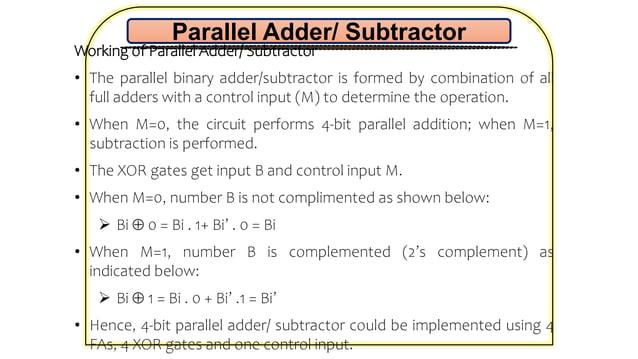 Parallel Adder/ Subtractor
Working of Parallel Adder/ Subtractor
• The parallel binary adder/subtractor is formed by combination of all
full adders with a control input (M) to determine the operation.
• When M=0, the circuit performs 4-bit parallel addition; when M=1,
subtraction is performed.
• The XOR gates get input B and control input M.
• When M=0, number B is not complimented as shown below:
➢ Bi ⊕ 0 = Bi . 1+ Bi’ . 0 = Bi
• When M=1, number B is complemented (2’s complement) as
indicated below:
➢ Bi ⊕ 1 = Bi . 0 + Bi’ .1 = Bi’
• Hence, 4-bit parallel adder/ subtractor could be implemented using 4
FAs, 4 XOR gates and one control input.